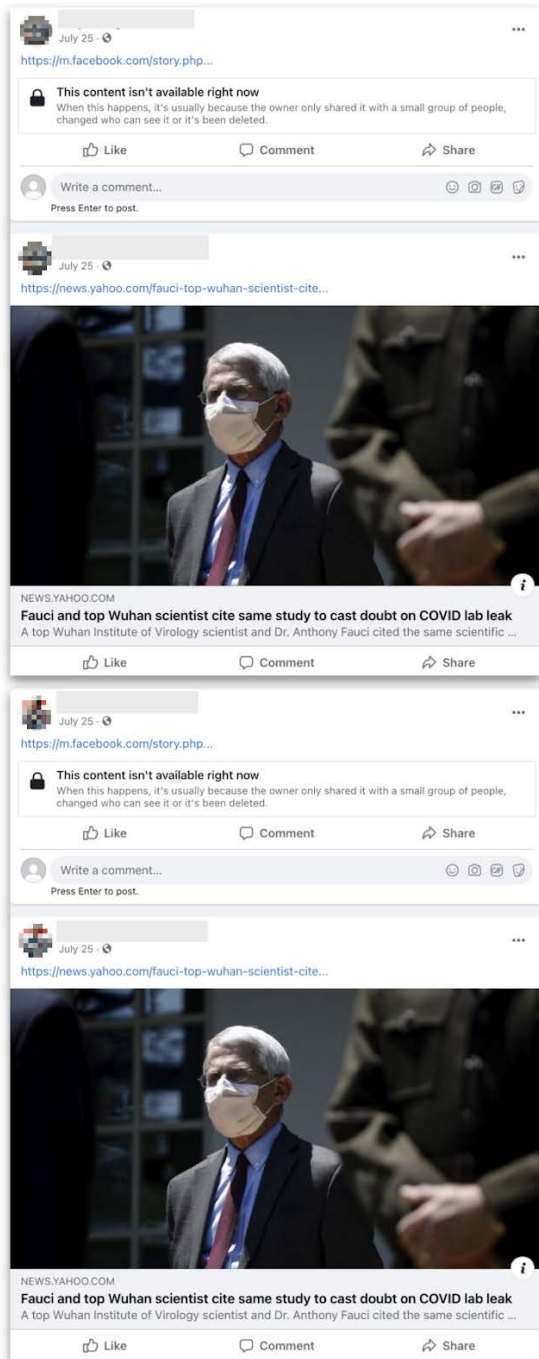 July 25 ·
https://m.facebook.com/story.php...
This content isn't available right now
When this happens, it's usually because the owner only shared it with a small group of people,
changed who can see it or it's been deleted.
Like Comment Share
Write a comment... GIF
Press Enter to post.
July 25 ·
https://news.yahoo.com/fauci-top-wuhan-scientist-cite...
i
NEWS.YAHOO.COM
Fauci and top Wuhan scientist cite same study to cast doubt on COVID lab leak
A top Wuhan Institute of Virology scientist and Dr. Anthony Fauci cited the same scientific ...
Like Comment Share
July 25 ·
https://m.facebook.com/story.php...
This content isn't available right now
When this happens, it's usually because the owner only shared it with a small group of people,
changed who can see it or it's been deleted.
Like Comment Share
Write a comment... GIF
Press Enter to post.
July 25 ·
https://news.yahoo.com/fauci-top-wuhan-scientist-cite...
i
NEWS.YAHOO.COM
Fauci and top Wuhan scientist cite same study to cast doubt on COVID lab leak
A top Wuhan Institute of Virology scientist and Dr. Anthony Fauci cited the same scientific ...
Like Comment Share